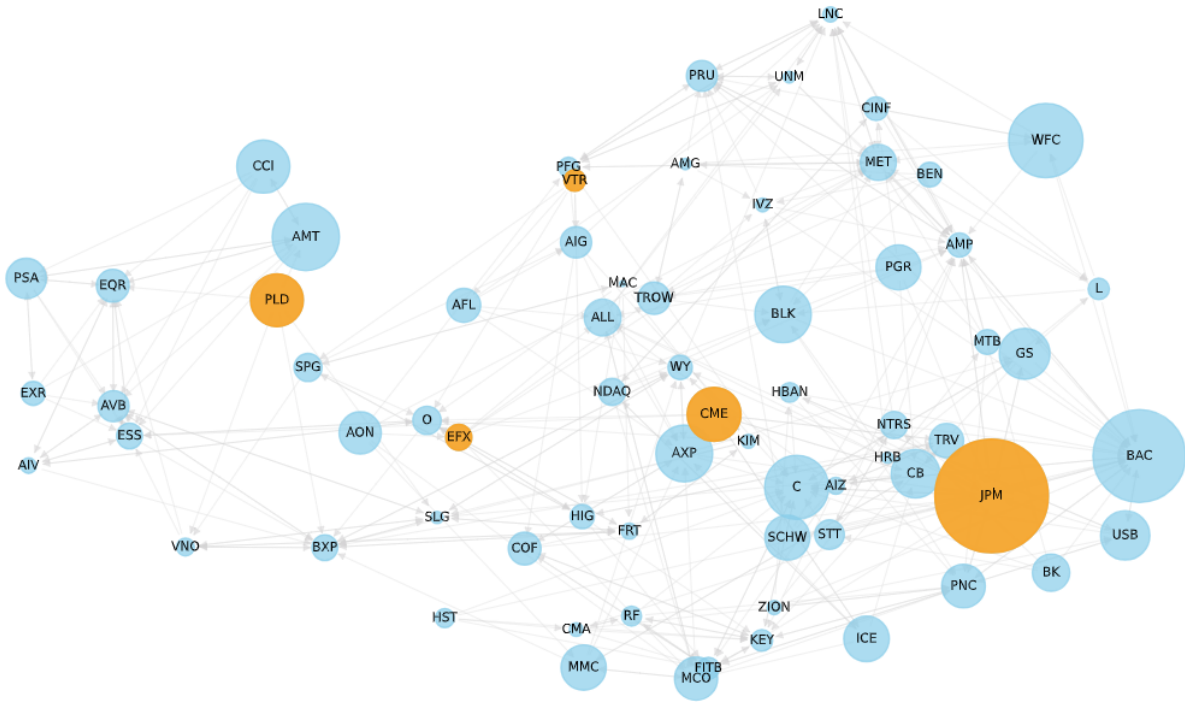 LNC
PRU
UNM
CINF
WFC
CCI
PFG
AMG
MET
BEN
VTR
IVZ
AMT
AIG
AMP
PSA
EQR
PLD
AFL
MAC
TROW
ALL
BLK
PGR
L
SPG
WY
MTB
GS
EXR
AVB
ESS
AON
O
EFX
NDAQ
CME
HBAN
KIM
AXP
NTRS
TRV
HRB
CB
BAC
AIV
C
AIZ
JPM
SLG
HIG
FRT
VNO
BXP
COF
SCHW
STT
USB
BK
PNC
HST
CMA
RF
ZION
KEY
ICE
MMC
FITB
MCO